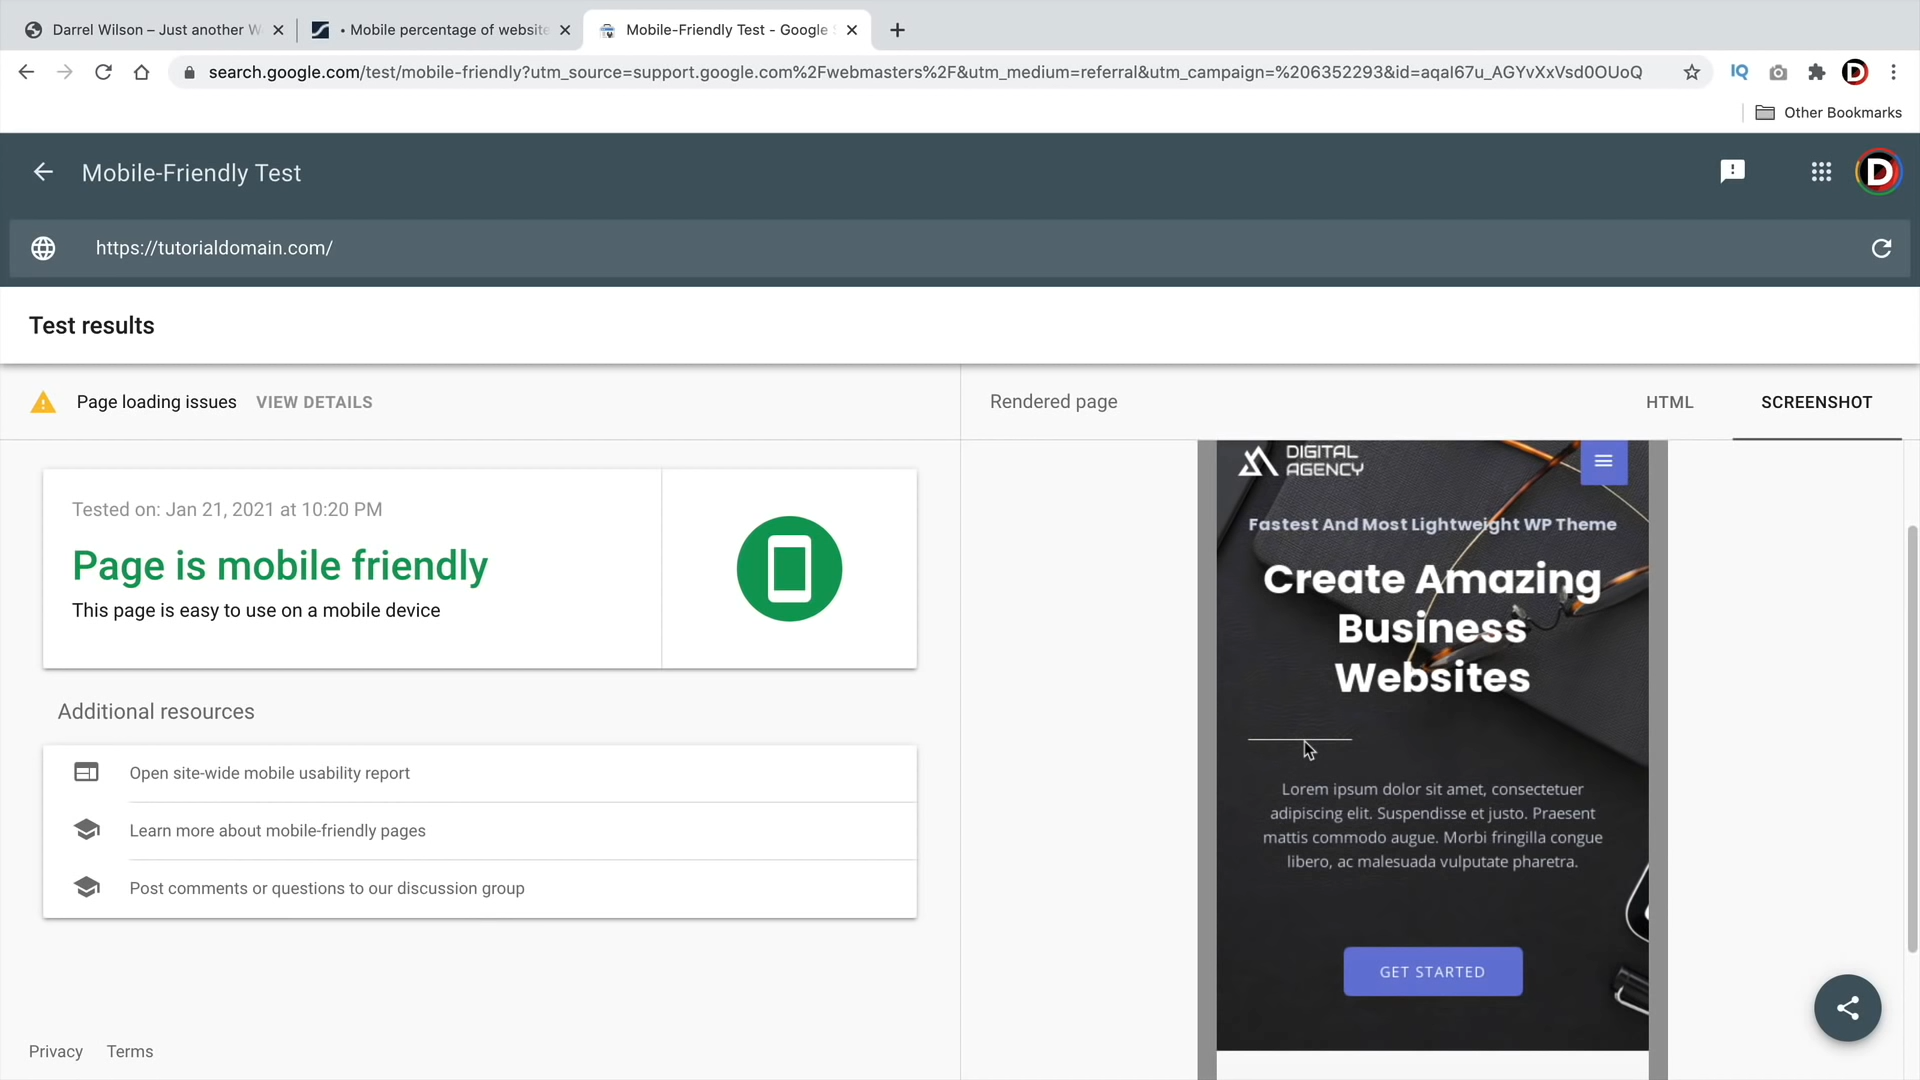 Darrel Wilson – Just another W
• Mobile percentage of website
Mobile-Friendly Test - Google S
search.google.com/test/mobile-friendly?utm_source=support.google.com%2Fwebmasters%2F&utm_medium=referral&utm_campaign=%206352293&id=aqaI67u_AGYvXxVsd0OUoQ
IQ
D
Other Bookmarks
Mobile-Friendly Test
D
https://tutorialdomain.com/
Test results
Page loading issues VIEW DETAILS
Rendered page
HTML
SCREENSHOT
Tested on: Jan 21, 2021 at 10:20 PM
Page is mobile friendly
This page is easy to use on a mobile device
Additional resources
Open site-wide mobile usability report
Learn more about mobile-friendly pages
Post comments or questions to our discussion group
Privacy
Terms
DIGITAL
AGENCY
Fastest And Most Lightweight WP Theme
Create Amazing
Business
Websites
Lorem ipsum dolor sit amet, consectetuer
adipiscing elit. Suspendisse et justo. Praesent
mattis commodo augue. Morbi fringilla congue
libero, ac malesuada vulputate pharetra.
GET STARTED